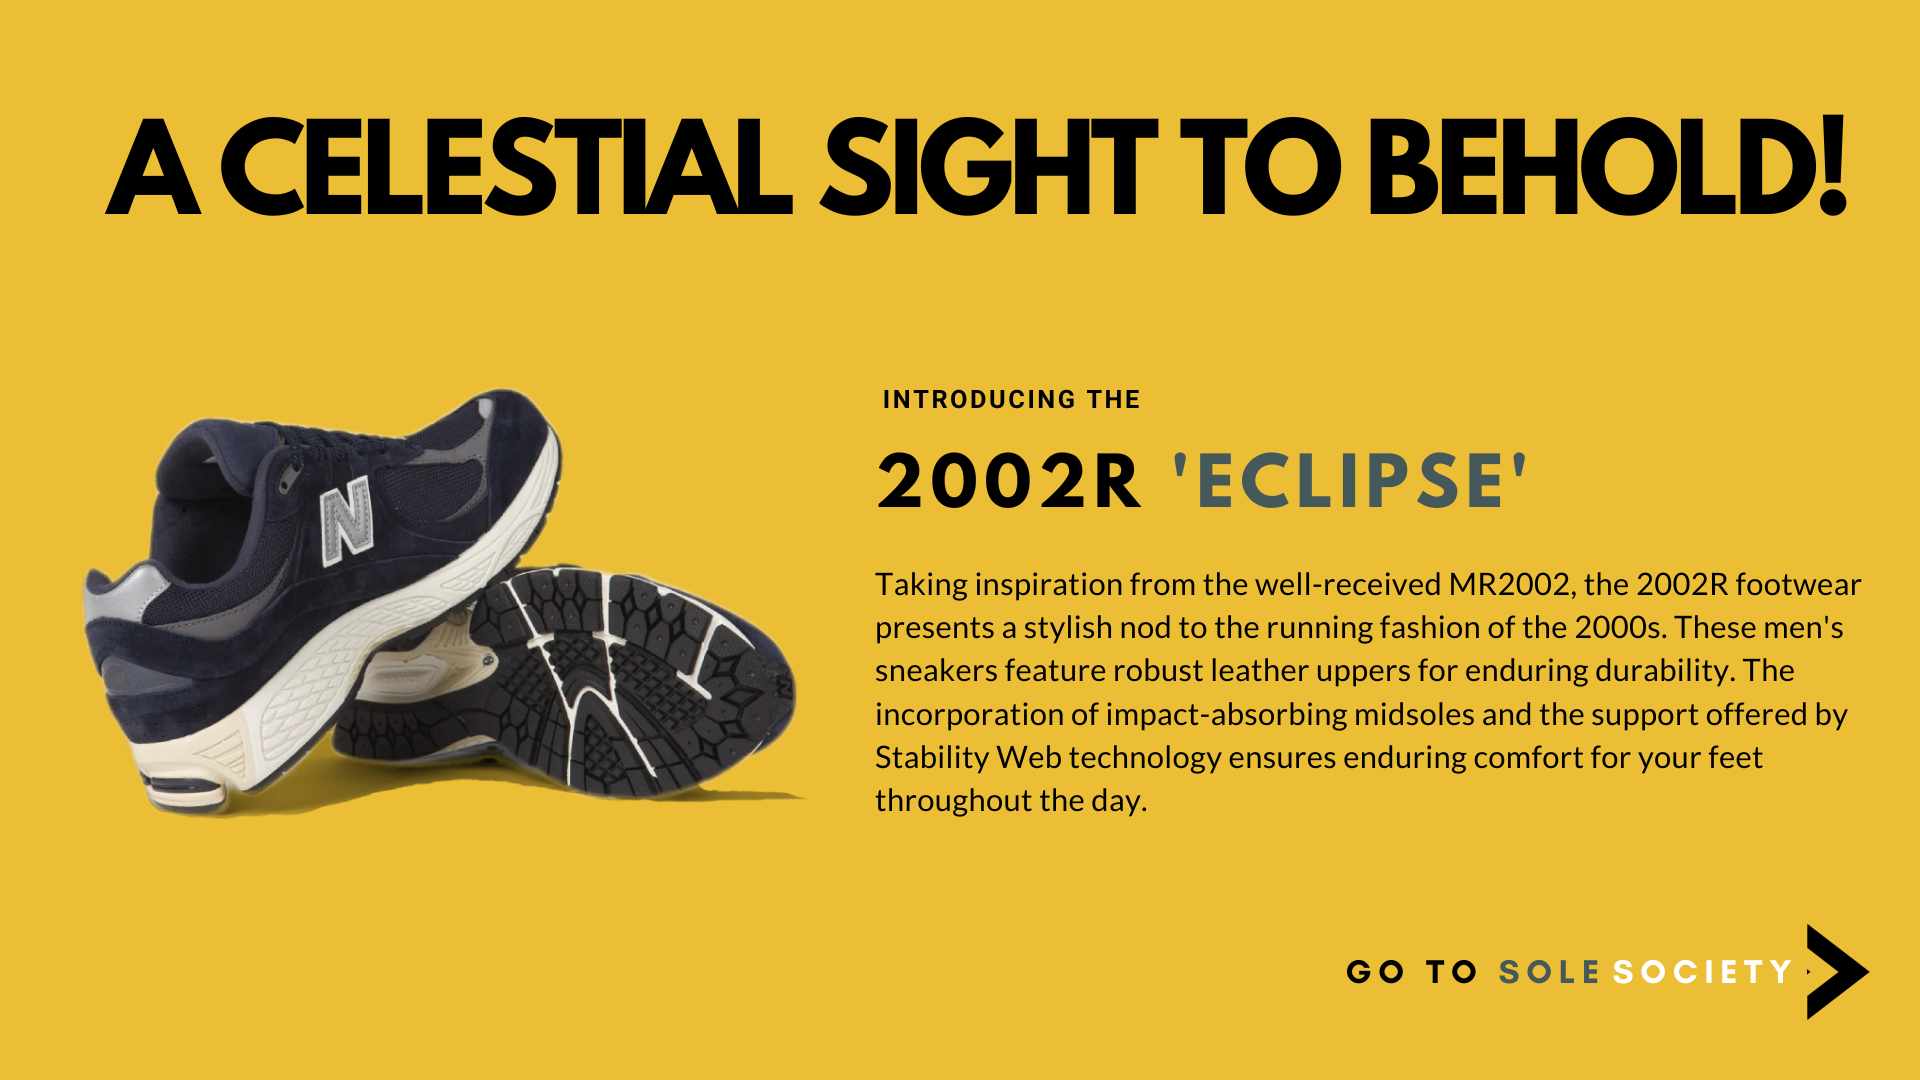 A CELESTIAL SIGHT TO BEHOLD!
INTRODUCING THE
2002R 'ECLIPSE'
Taking inspiration from the well-received MR2002, the 2002R footwear
presents a stylish nod to the running fashion of the 2000s. These men's
sneakers feature robust leather uppers for enduring durability. The
incorporation of impact-absorbing midsoles and the support offered by
Stability Web technology ensures enduring comfort for your feet
throughout the day.
N
GO TO SOLE SOCIETY